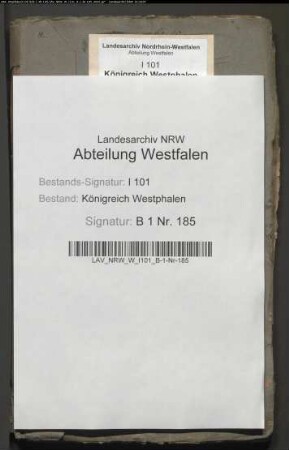 Landesarchiv Nordrhein-Westfalen
Abteilung Westfalen
I 101
Königreich Westphalen
Landesarchiv NRW
Abteilung Westfalen
Bestands-Signatur: I 101
Bestand: Königreich Westphalen
Signatur: B 1 Nr. 185
LAV_NRW_W_I101_B-1-Nr-185